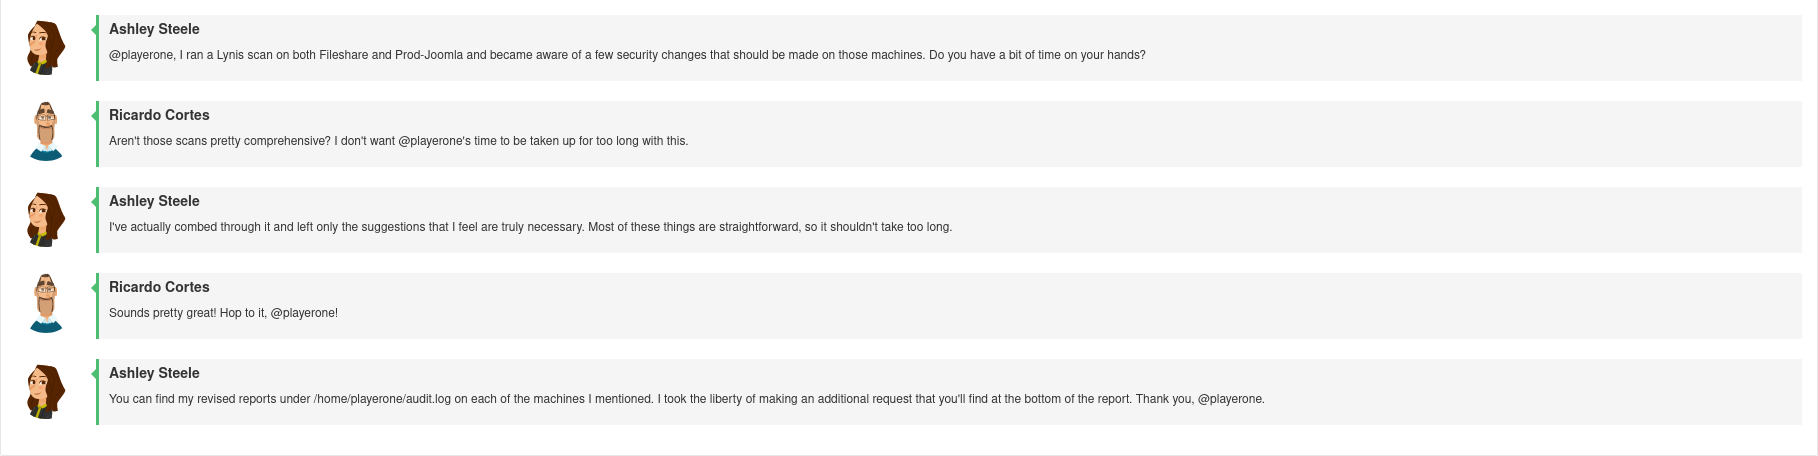 Ashley Steele
@playerone, I ran a Lynis scan on both Fileshare and Prod-Joomla and became aware of a few security changes that should be made on those machines. Do you have a bit of time on your hands?
Ricardo Cortes
Aren't those scans pretty comprehensive? I don't want @playerone's time to be taken up for too long with this.
Ashley Steele
I've actually combed through it and left only the suggestions that I feel are truly necessary. Most of these things are straightforward, so it shouldn't take too long.
Ricardo Cortes
Sounds pretty great! Hop to it, @playerone!
Ashley Steele
You can find my revised reports under /home/playerone/audit.log on each of the machines I mentioned. I took the liberty of making an additional request that you'll find at the bottom of the report. Thank you, @playerone.